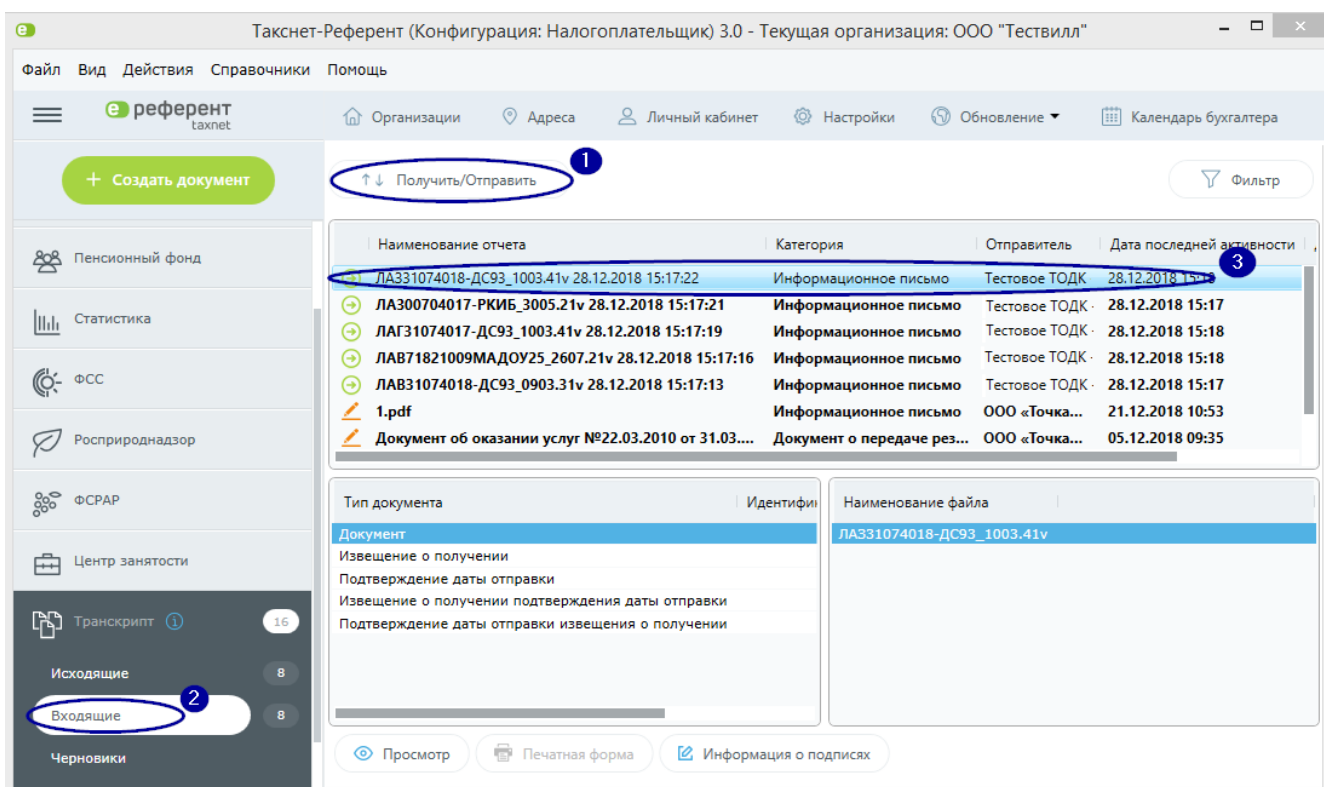 Такснет-Референт (Конфигурация: Налогоплательщик) 3.0 - Текущая организация: ООО "Тествилл"
Файл Вид Действия Справочники Помощь
референт
taxnet
Организации Адреса Личный кабинет Настройки Обновление Календарь бухгалтера
+ Создать документ
Получить/Отправить
1
Фильтр
Пенсионный фонд
Статистика
ФСС
Росприроднадзор
ФСРАР
Центр занятости
Транскрипт 16
Исходящие 8
Входящие 8
2
Черновики
Наименование отчета Категория Отправитель Дата последней активности
3
ЛА331074018-ДС93_1003.41v 28.12.2018 15:17:22 Информационное письмо Тестовое ТОДК 28.12.2018 15:18
ЛА300704017-РКИБ_3005.21v 28.12.2018 15:17:21 Информационное письмо Тестовое ТОДК 28.12.2018 15:17
ЛАГ31074017-ДС93_1003.41v 28.12.2018 15:17:19 Информационное письмо Тестовое ТОДК 28.12.2018 15:18
ЛАВ71821009МАДОУ25_2607.21v 28.12.2018 15:17:16 Информационное письмо Тестовое ТОДК 28.12.2018 15:18
ЛАВ31074018-ДС93_0903.31v 28.12.2018 15:17:13 Информационное письмо Тестовое ТОДК 28.12.2018 15:17
1.pdf Информационное письмо ООО «Точка... 21.12.2018 10:53
Документ об оказании услуг №22.03.2010 от 31.03.... Документ о передаче рез... ООО «Точка... 05.12.2018 09:35
Тип документа Идентифи
Документ
Извещение о получении
Подтверждение даты отправки
Извещение о получении подтверждения даты отправки
Подтверждение даты отправки извещения о получении
Наименование файла
ЛА331074018-ДС93_1003.41v
Просмотр Печатная форма Информация о подписях